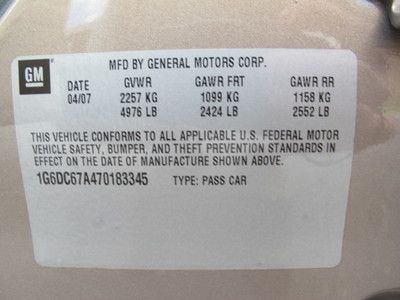 GM
MFD BY GENERAL MOTORS CORP.
DATE GVWR GAWR FRT GAWR RR
04/07 2257 KG 1099 KG 1158 KG
4976 LB 2424 LB 2552 LB
THIS VEHICLE CONFORMS TO ALL APPLICABLE U.S. FEDERAL MOTOR
VEHICLE SAFETY, BUMPER, AND THEFT PREVENTION STANDARDS IN
EFFECT ON THE DATE OF MANUFACTURE SHOWN ABOVE.
1G6DC67A470183345 TYPE: PASS CAR